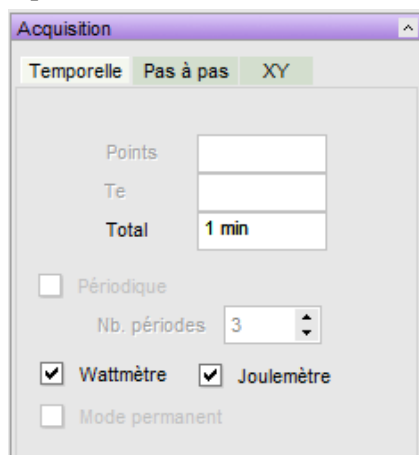 Acquisition
Temporelle Pas à pas XY
Points
Te
Total 1 min
Périodique
Nb. périodes 3
Wattmètre Joulemètre
Mode permanent